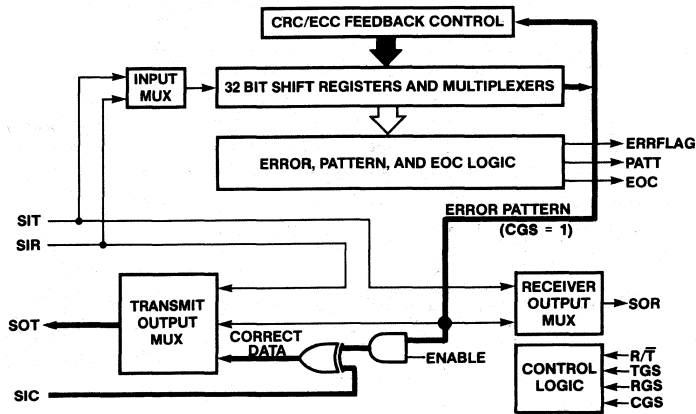 CRC/ECC FEEDBACK CONTROL
INPUT
MUX
32 BIT SHIFT REGISTERS AND MULTIPLEXERS
ERROR, PATTERN, AND EOC LOGIC
ERRFLAG
PATT
EOC
ERROR PATTERN
(CGS = 1)
SIT
SIR
TRANSMIT
OUTPUT
MUX
RECEIVER
OUTPUT
MUX
SOR
SOT
CORRECT
DATA
ENABLE
SIC
CONTROL
LOGIC
R/T̅
TGS
RGS
CGS